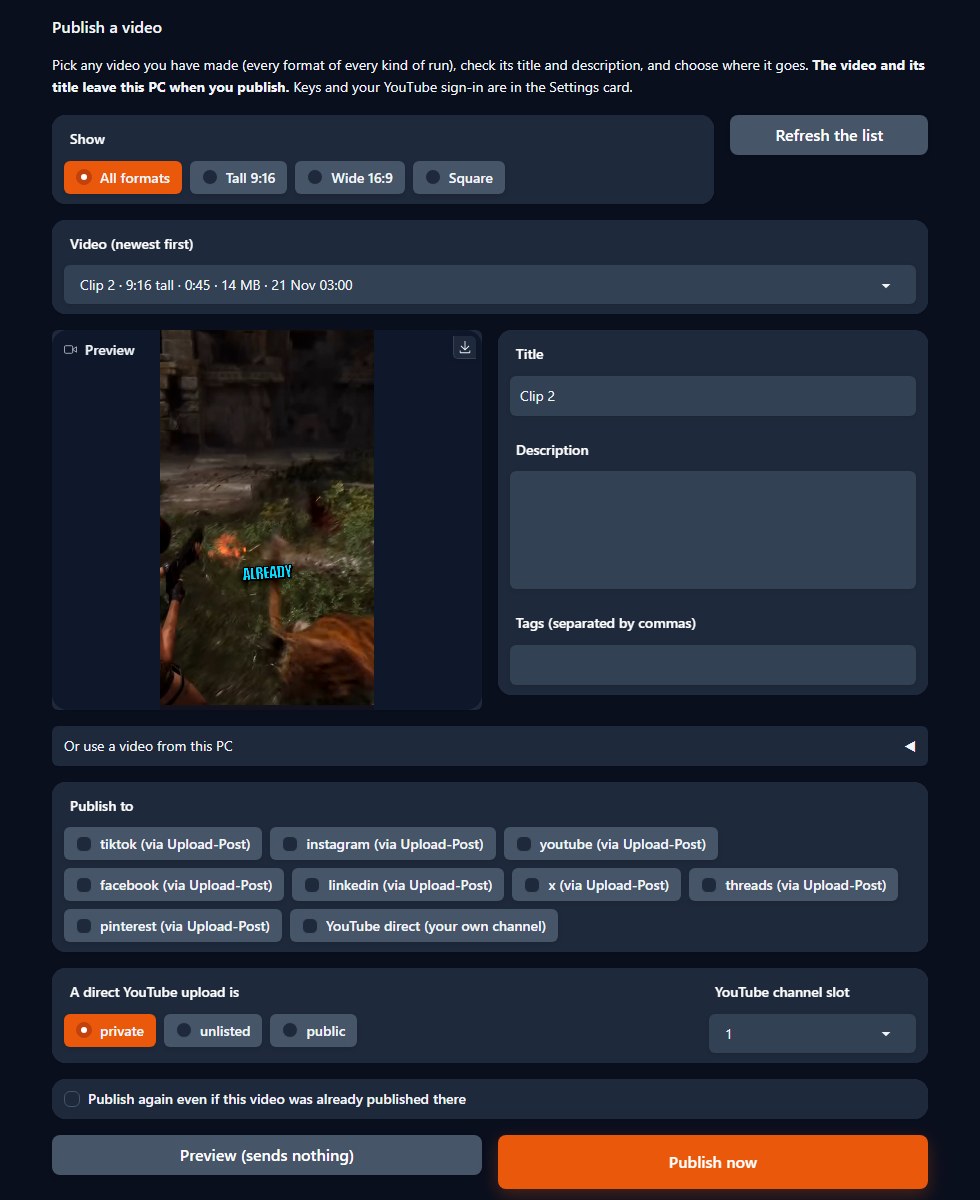 Publish a video
Pick any video you have made (every format of every kind of run), check its title and description, and choose where it goes. The video and its
title leave this PC when you publish. Keys and your YouTube sign-in are in the Settings card.
Show
Refresh the list
All formats
Tall 9:16
Wide 16:9
Square
Video (newest first)
Clip 2 · 9:16 tall · 0:45 · 14 MB · 21 Nov 03:00
Preview
ALREADY
Title
Clip 2
Description
Tags (separated by commas)
Or use a video from this PC
Publish to
tiktok (via Upload-Post)
instagram (via Upload-Post)
youtube (via Upload-Post)
facebook (via Upload-Post)
linkedin (via Upload-Post)
x (via Upload-Post)
threads (via Upload-Post)
pinterest (via Upload-Post)
YouTube direct (your own channel)
A direct YouTube upload is
private
unlisted
public
YouTube channel slot
1
Publish again even if this video was already published there
Preview (sends nothing)
Publish now